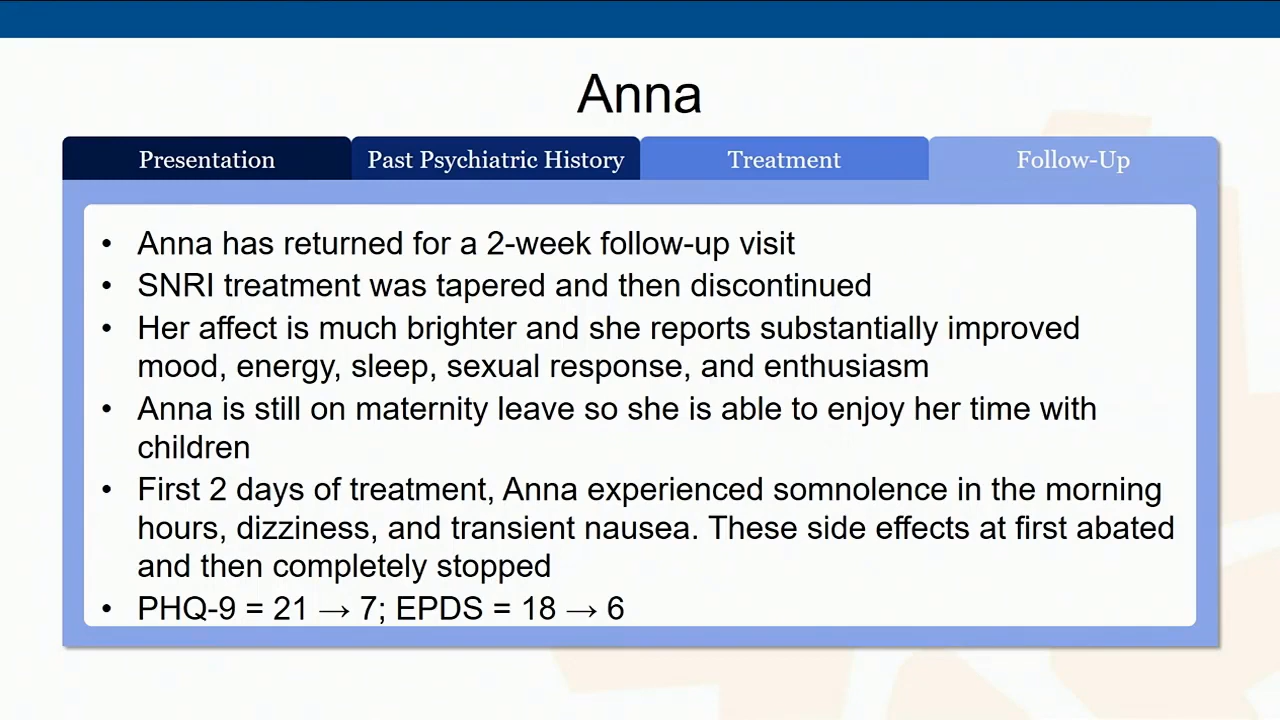 Anna
Presentation
Past Psychiatric History
Treatment
Follow-Up
• Anna has returned for a 2-week follow-up visit
• SNRI treatment was tapered and then discontinued
• Her affect is much brighter and she reports substantially improved
mood, energy, sleep, sexual response, and enthusiasm
• Anna is still on maternity leave so she is able to enjoy her time with
children
• First 2 days of treatment, Anna experienced somnolence in the morning
hours, dizziness, and transient nausea. These side effects at first abated
and then completely stopped
• PHQ-9 = 21 → 7; EPDS = 18 → 6